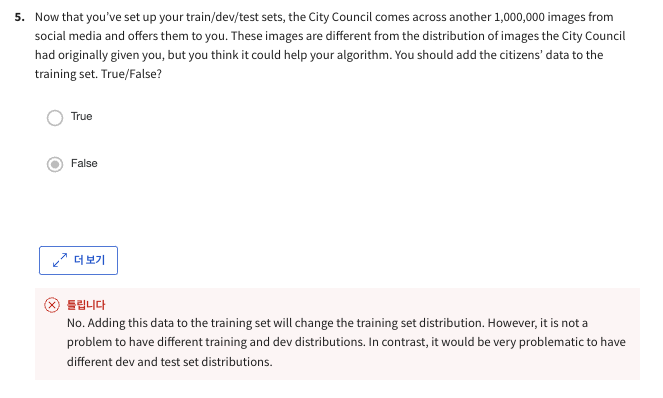 5. Now that you've set up your train/dev/test sets, the City Council comes across another 1,000,000 images from
social media and offers them to you. These images are different from the distribution of images the City Council
had originally given you, but you think it could help your algorithm. You should add the citizens' data to the
training set. True/False?
True
False
더 보기
틀립니다
No. Adding this data to the training set will change the training set distribution. However, it is not a
problem to have different training and dev distributions. In contrast, it would be very problematic to have
different dev and test set distributions.